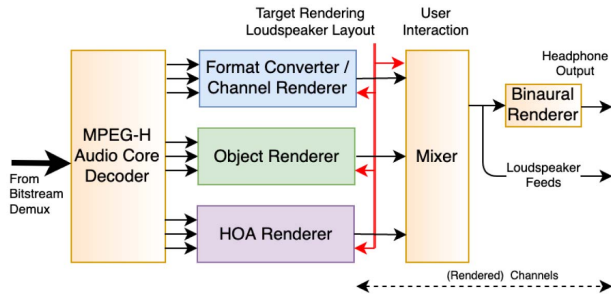 Target Rendering
Loudspeaker Layout
User
Interaction
Headphone
Output
Format Converter /
Channel Renderer
Binaural
Renderer
MPEG-H
Audio Core
Decoder
Object Renderer
Mixer
From
Bitstream
Demux
Loudspeaker
Feeds
HOA Renderer
(Rendered) Channels